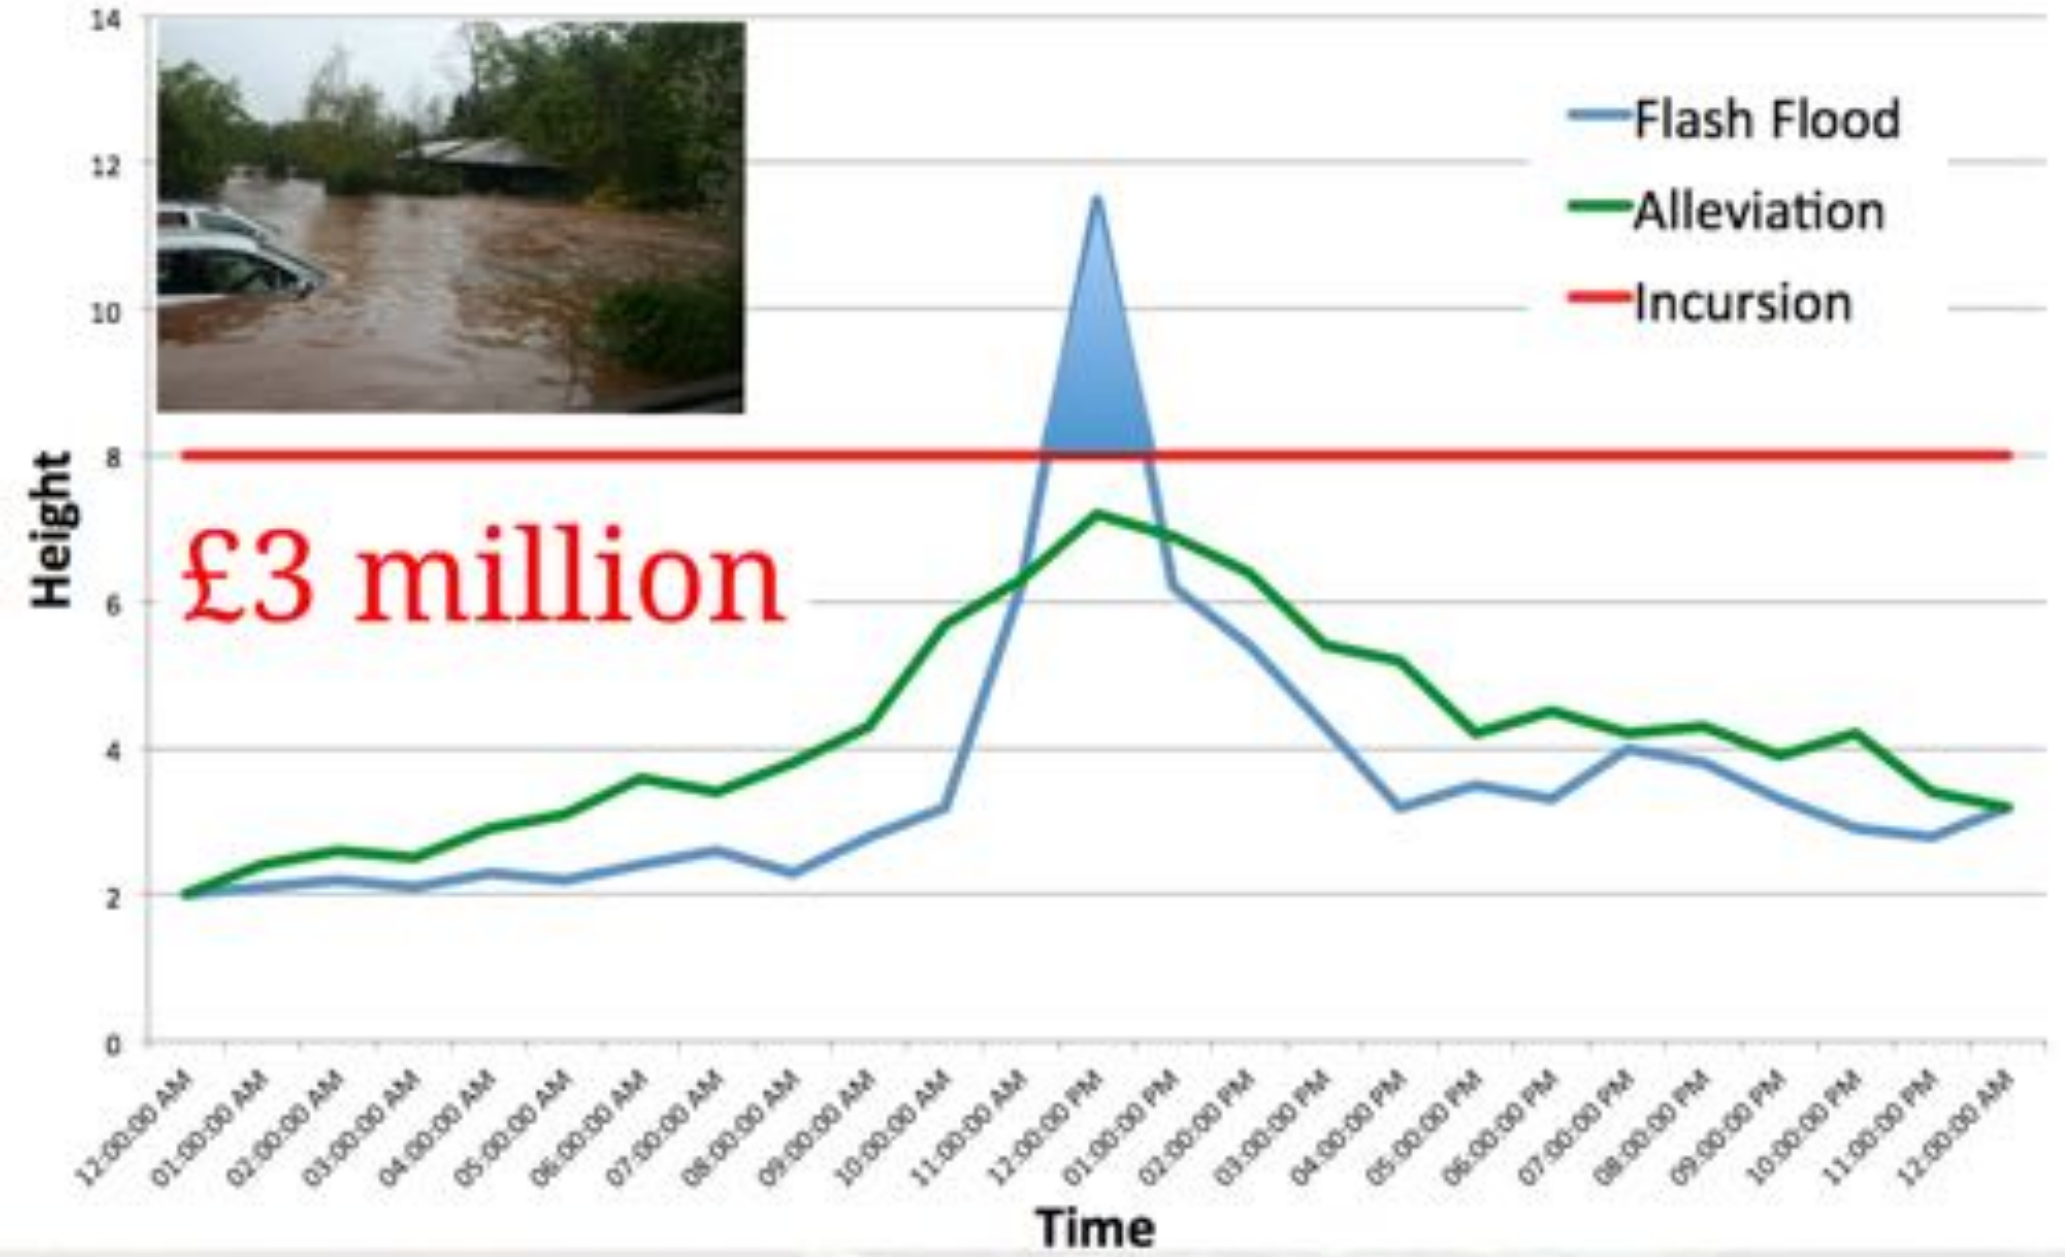 14
12
10
8
6
4
2
0
Height
Flash Flood
Alleviation
Incursion
£3 million
12:00:00 AM
01:00:00 AM
02:00:00 AM
03:00:00 AM
04:00:00 AM
05:00:00 AM
06:00:00 AM
07:00:00 AM
08:00:00 AM
09:00:00 AM
10:00:00 AM
11:00:00 AM
12:00:00 PM
01:00:00 PM
02:00:00 PM
03:00:00 PM
04:00:00 PM
05:00:00 PM
06:00:00 PM
07:00:00 PM
08:00:00 PM
09:00:00 PM
10:00:00 PM
11:00:00 PM
12:00:00 AM
Time